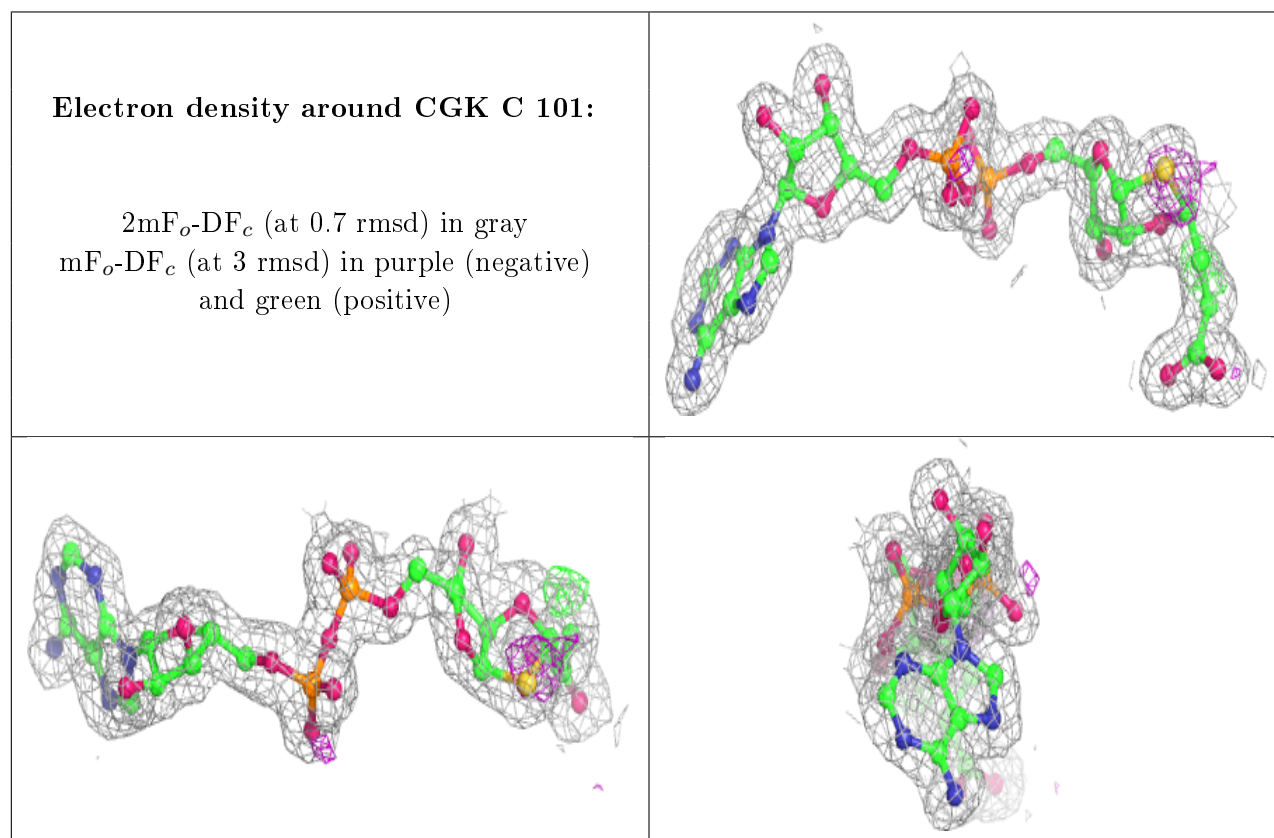 Electron density around CGK C 101:
2mFo-DFc (at 0.7 rmsd) in gray
mFo-DFc (at 3 rmsd) in purple (negative)
and green (positive)